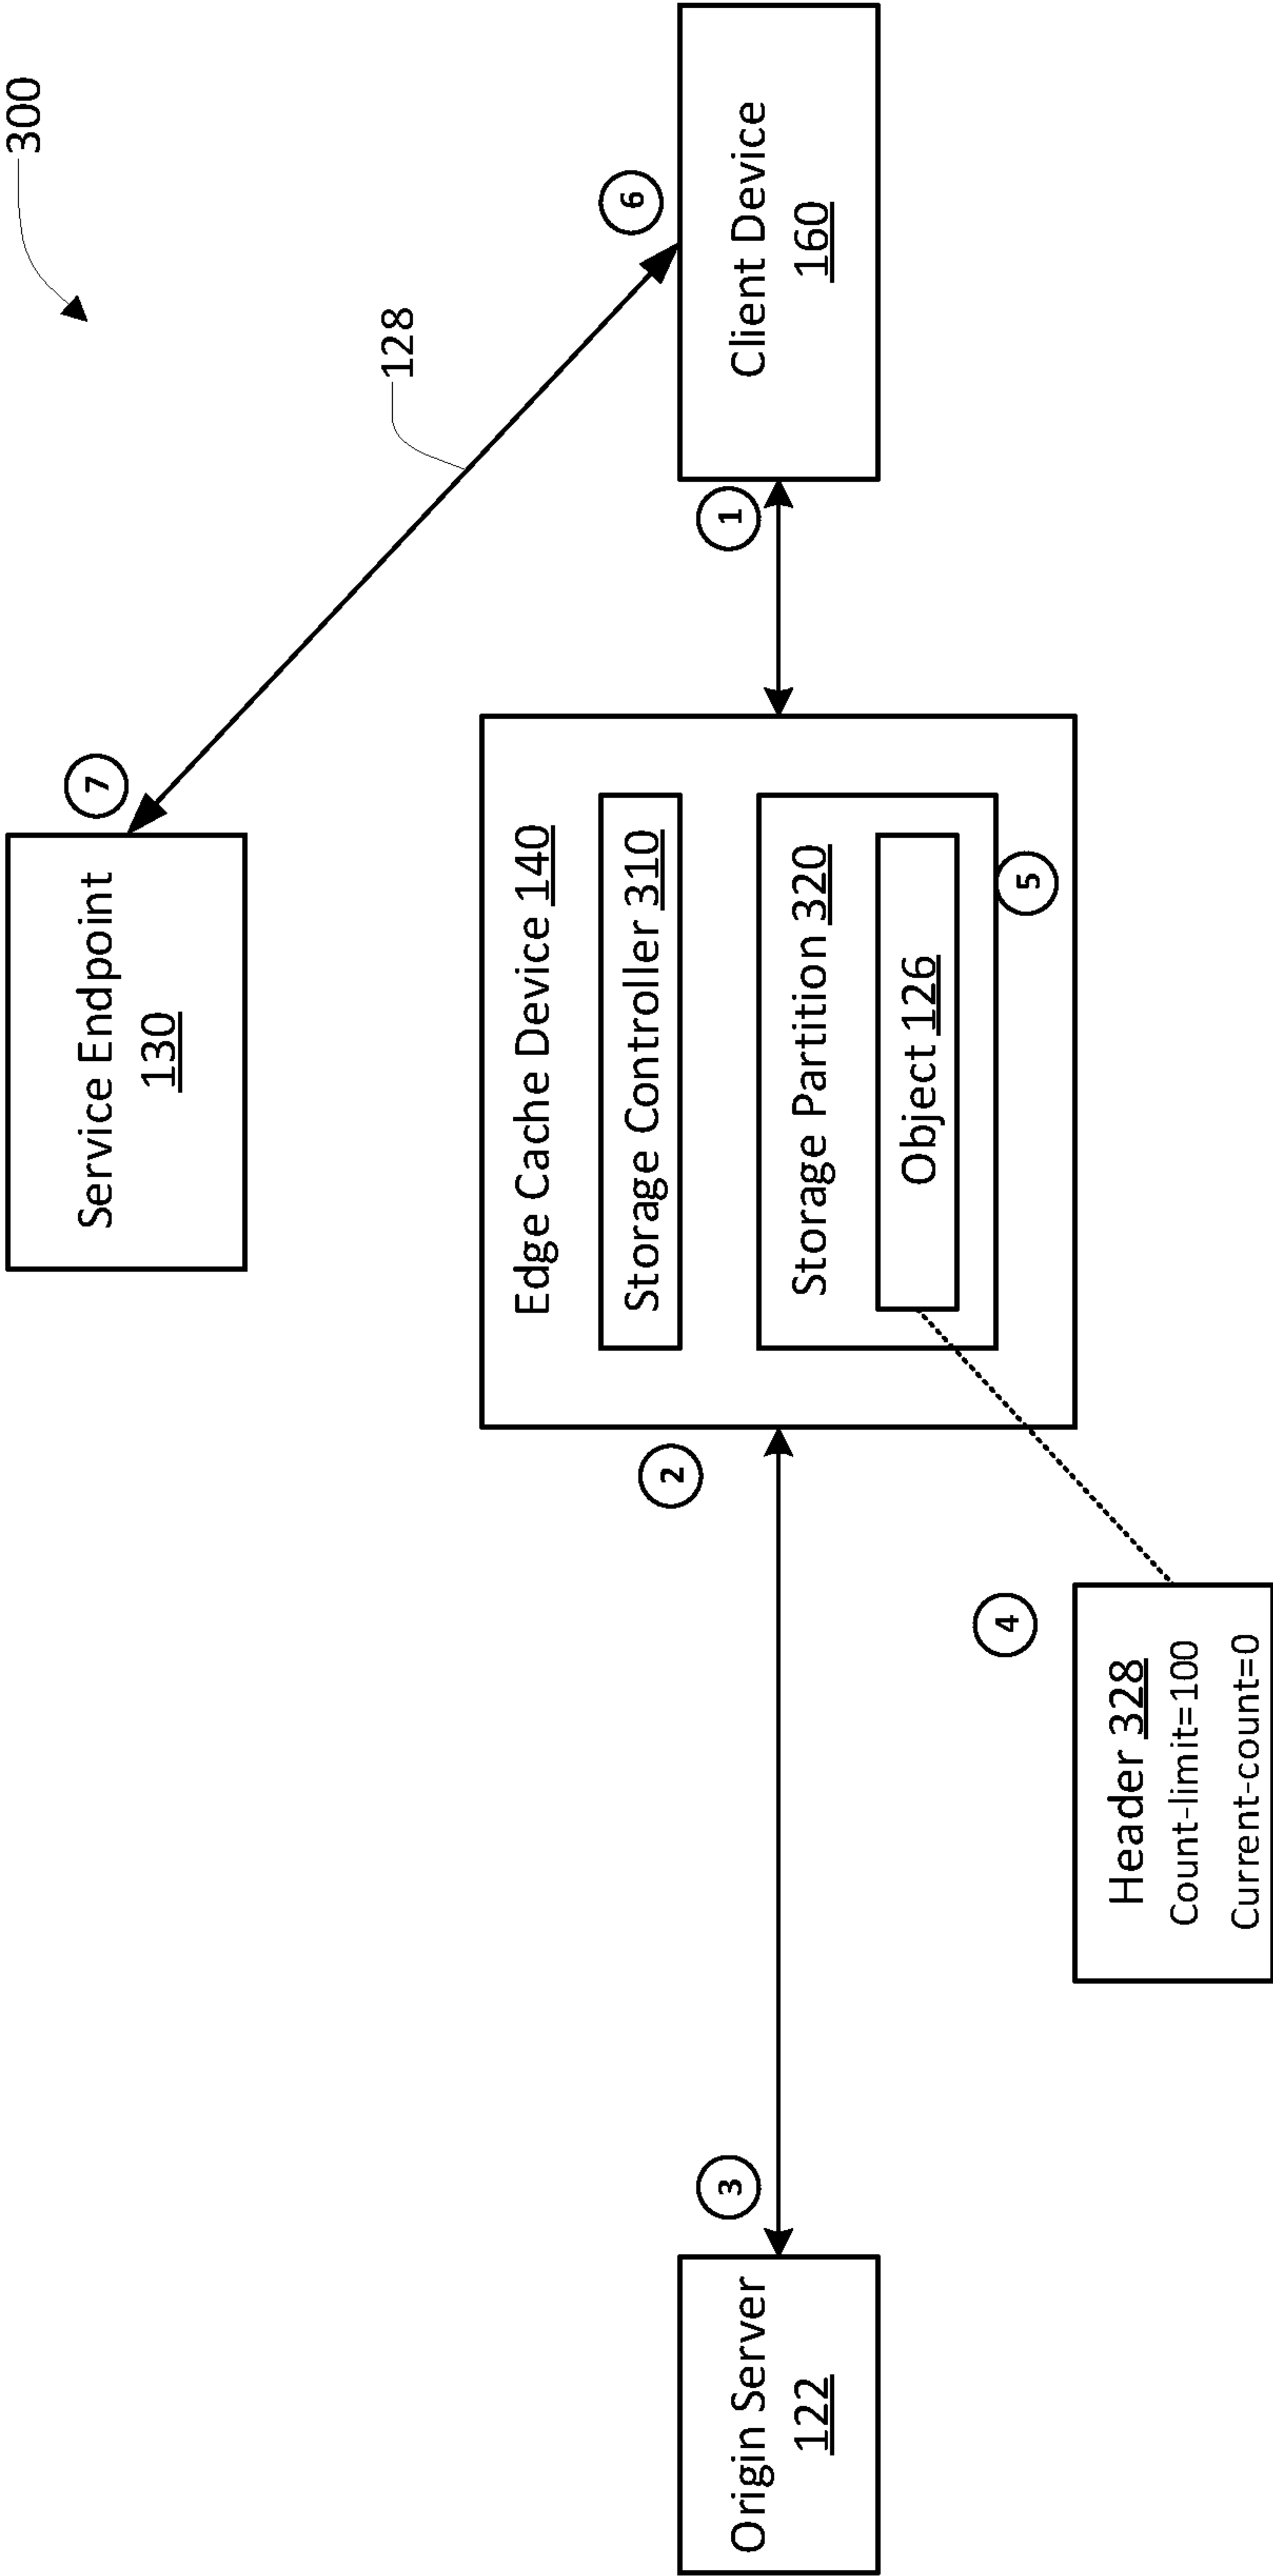 300
Service Endpoint
130
7
128
6
Edge Cache Device 140
Storage Controller 310
Storage Partition 320
Object 126
5
2
1
Client Device
160
3
Origin Server
122
4
Header 328
Count-limit=100
Current-count=0